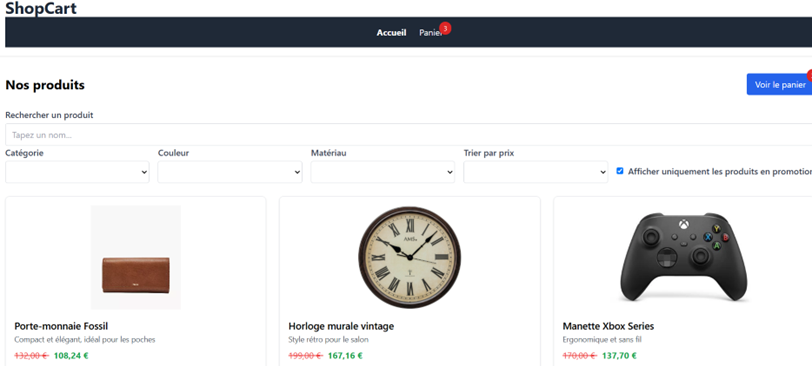 ShopCart
Accueil Panier 3
Nos produits
Voir le panier
Rechercher un produit
Tapez un nom...
Catégorie Couleur Matériau Trier par prix
Afficher uniquement les produits en promotion
AMS
Porte-monnaie Fossil Horloge murale vintage Manette Xbox Series
Compact et élégant, idéal pour les poches Style rétro pour le salon Ergonomique et sans fil
132,00 € 108,24 € 199,00 € 167,16 € 170,00 € 137,70 €